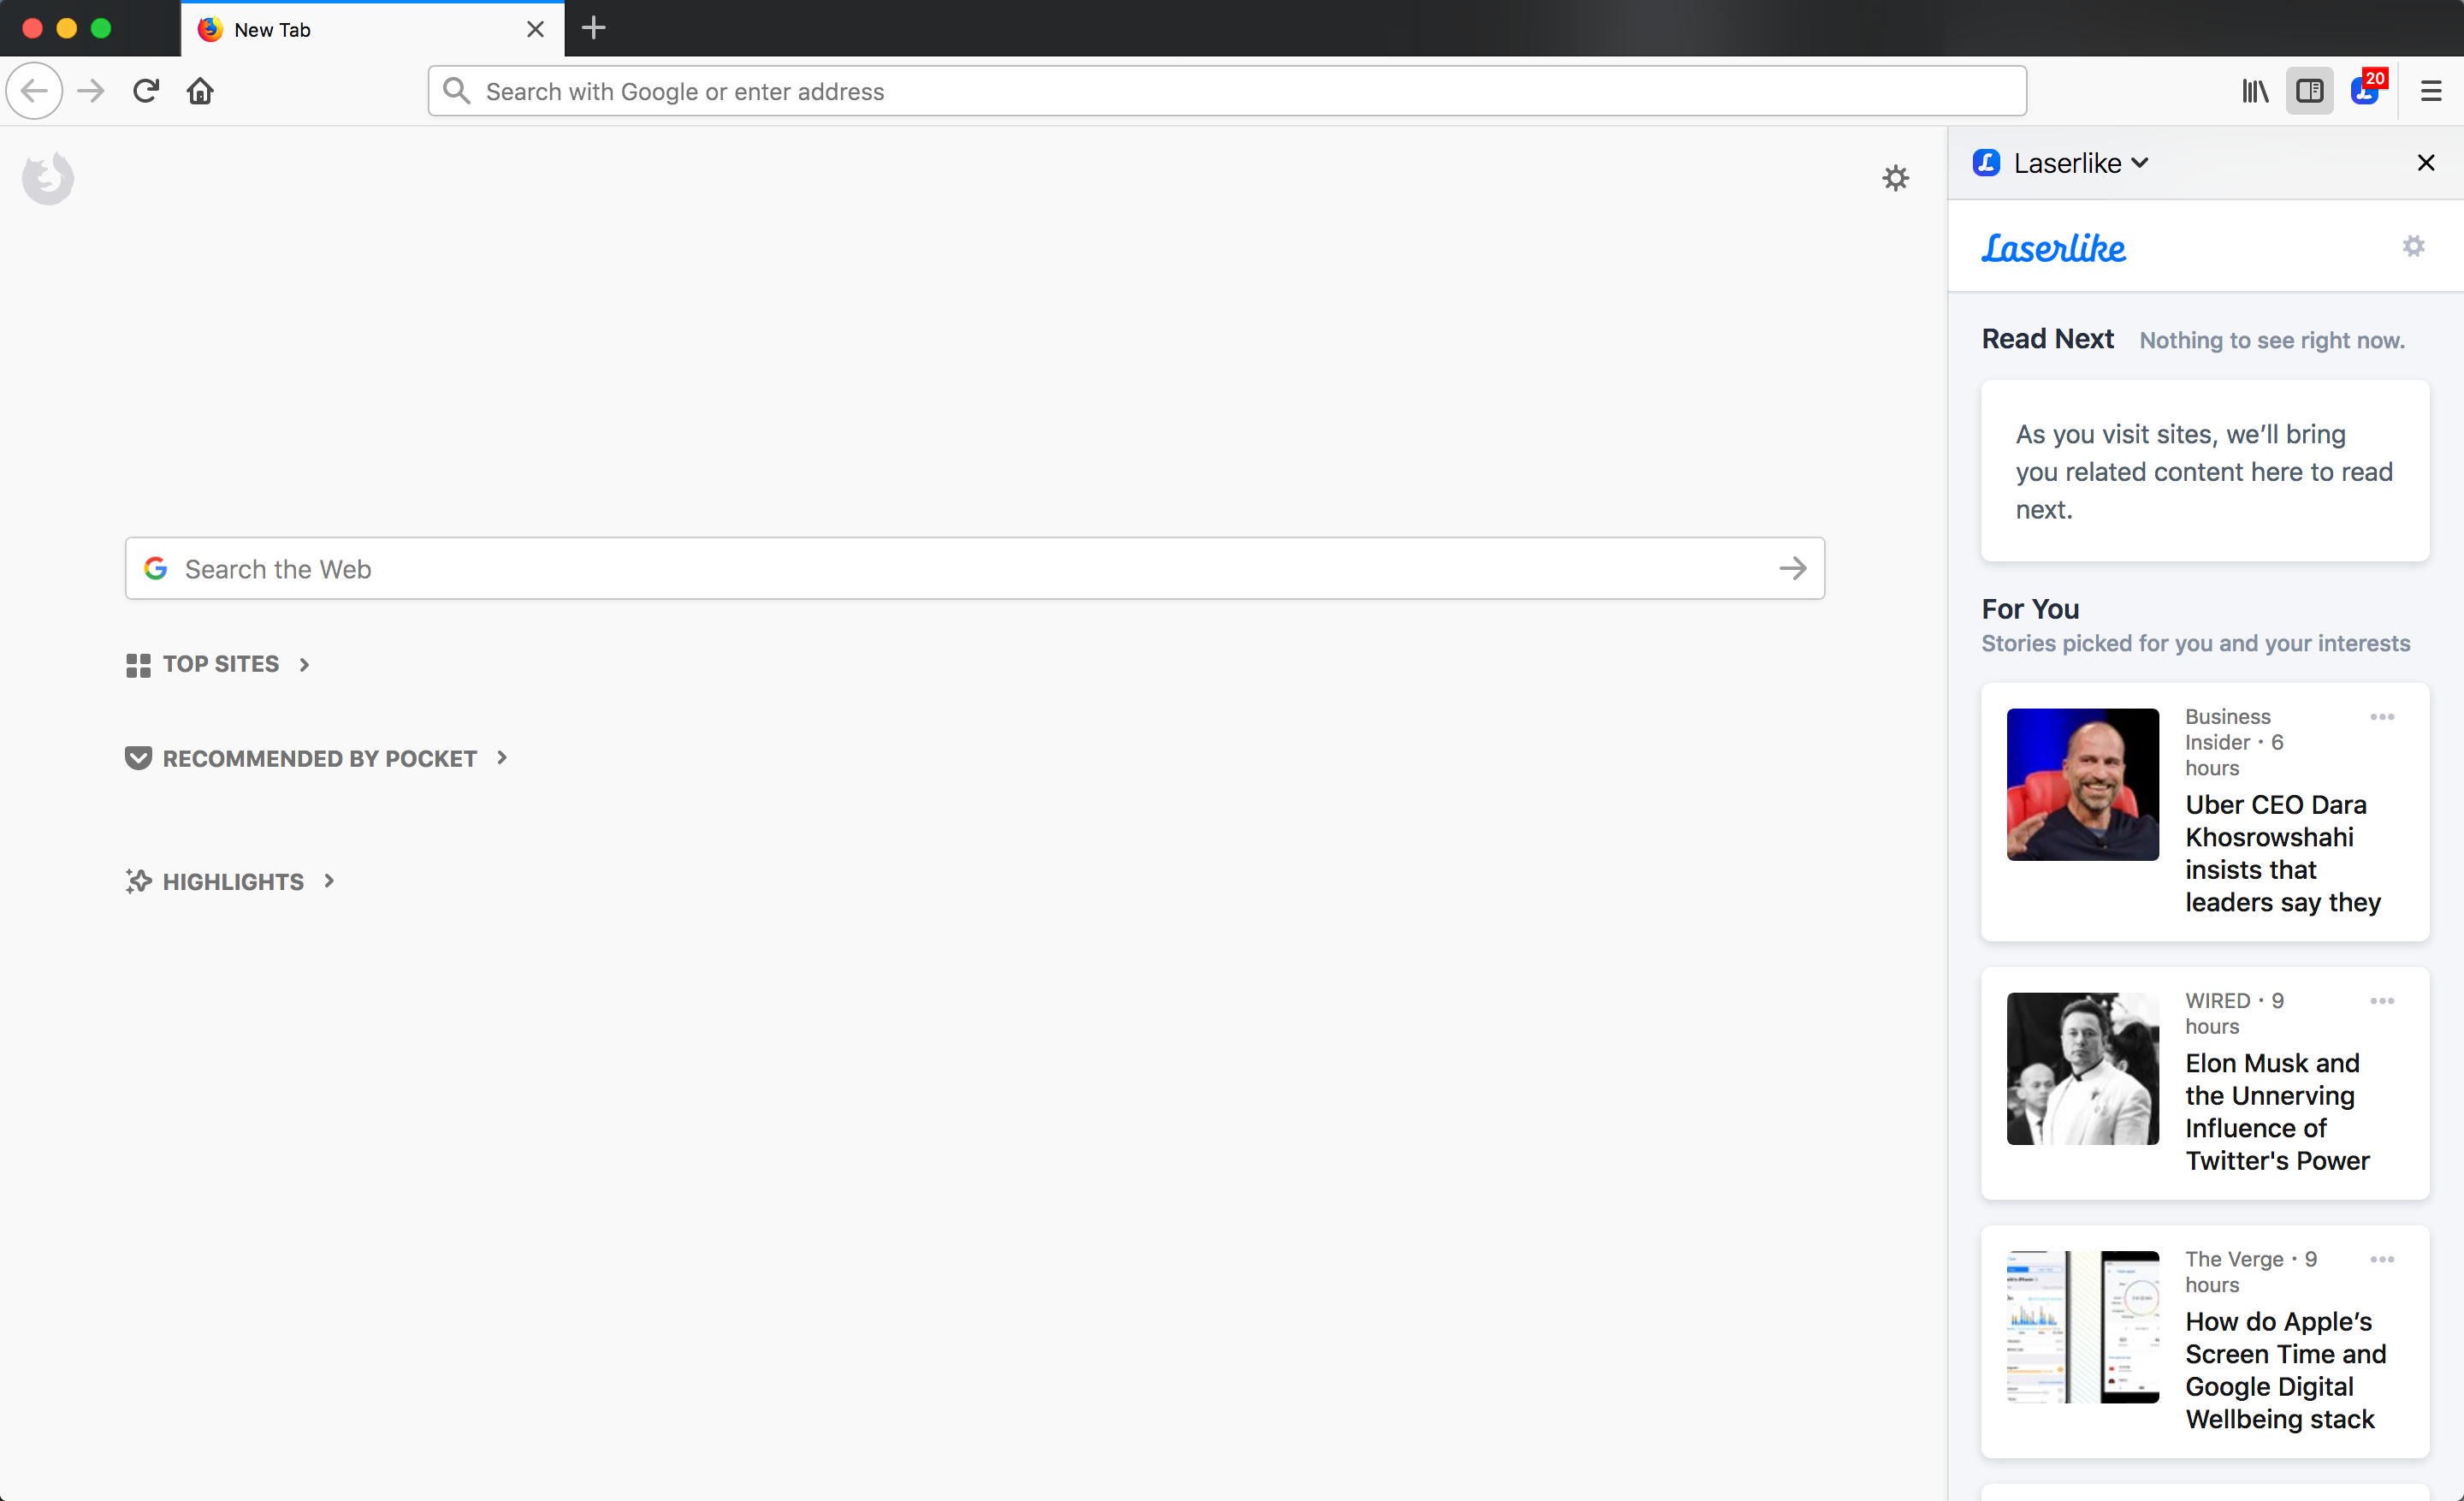 New Tab
Search with Google or enter address
20
Laserlike
Laserlike
Read Next Nothing to see right now.
As you visit sites, we’ll bring
you related content here to read
next.
Search the Web
For You
Stories picked for you and your interests
TOP SITES
RECOMMENDED BY POCKET
HIGHLIGHTS
Business
Insider • 6
hours
Uber CEO Dara
Khosrowshahi
insists that
leaders say they
WIRED • 9
hours
Elon Musk and
the Unnerving
Influence of
Twitter's Power
The Verge • 9
hours
How do Apple’s
Screen Time and
Google Digital
Wellbeing stack